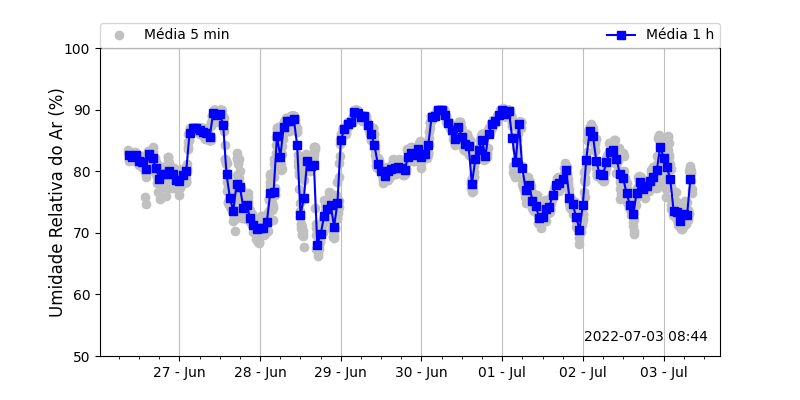 Média 5 min
Média 1 h
Umidade Relativa do Ar (%)
100
90
80
70
60
50
2022-07-03 08:44
27 - Jun
28 - Jun
29 - Jun
30 - Jun
01 - Jul
02 - Jul
03 - Jul